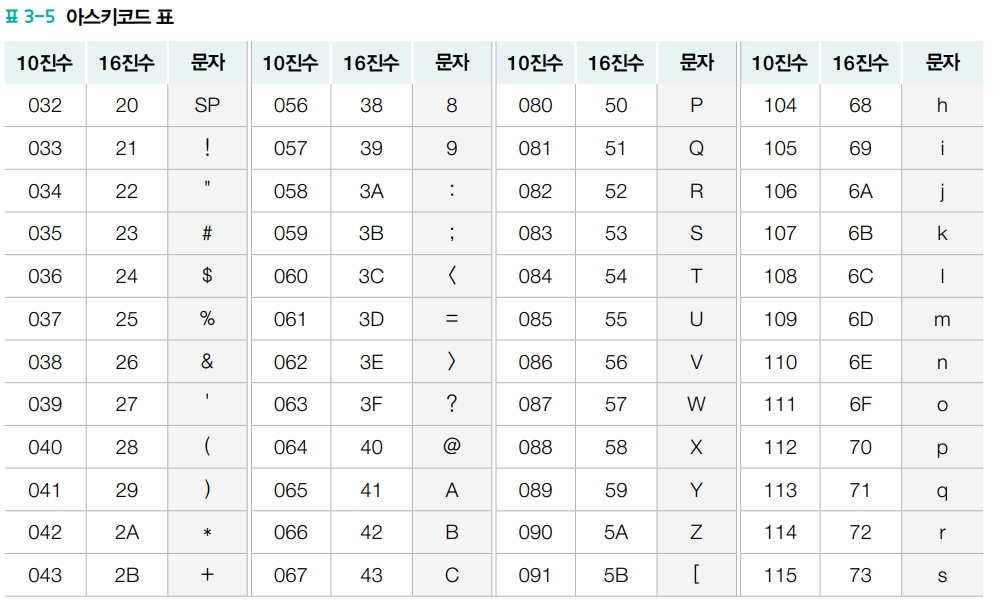 표 3-5 아스키코드 표
10진수 16진수 문자 10진수 16진수 문자 10진수 16진수 문자 10진수 16진수 문자
032 20 SP 056 38 8 080 50 P 104 68 h
033 21 ! 057 39 9 081 51 Q 105 69 i
034 22 " 058 3A : 082 52 R 106 6A j
035 23 # 059 3B ; 083 53 S 107 6B k
036 24 $ 060 3C 〈 084 54 T 108 6C l
037 25 % 061 3D = 085 55 U 109 6D m
038 26 & 062 3E 〉 086 56 V 110 6E n
039 27 ' 063 3F ? 087 57 W 111 6F o
040 28 ( 064 40 @ 088 58 X 112 70 p
041 29 ) 065 41 A 089 59 Y 113 71 q
042 2A * 066 42 B 090 5A Z 114 72 r
043 2B + 067 43 C 091 5B [ 115 73 s